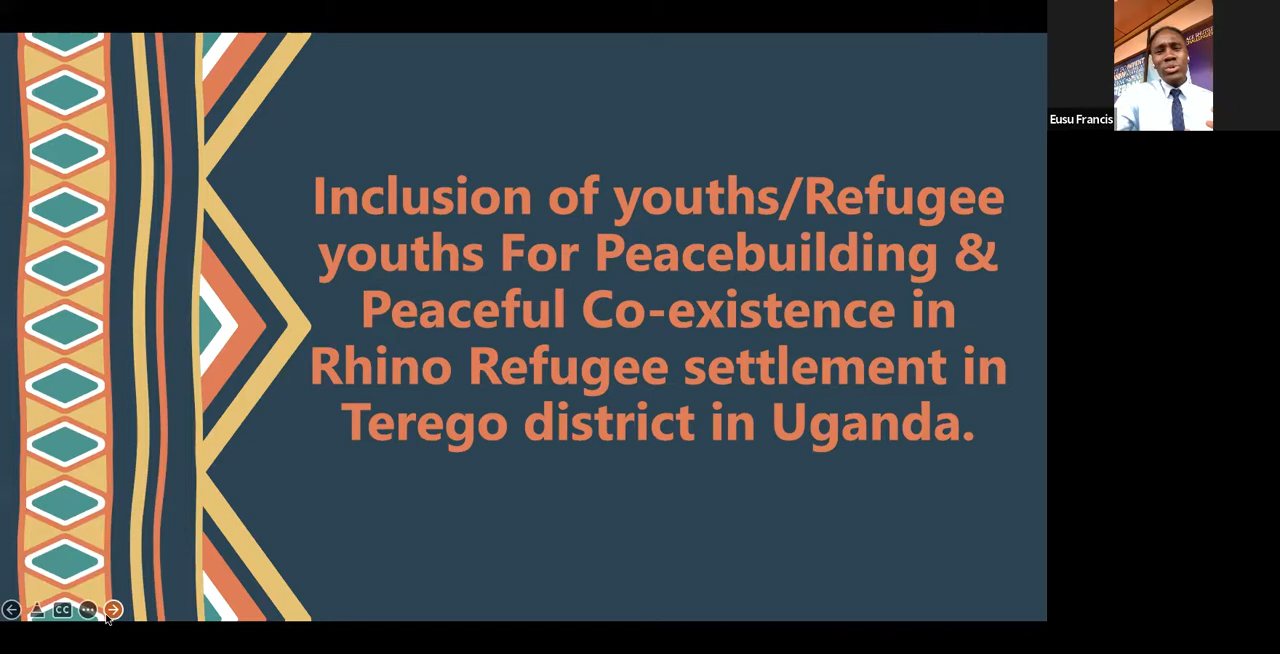 Inclusion of youths/Refugee
youths For Peacebuilding &
Peaceful Co-existence in
Rhino Refugee settlement in
Terego district in Uganda.
Eusu Francis
CC